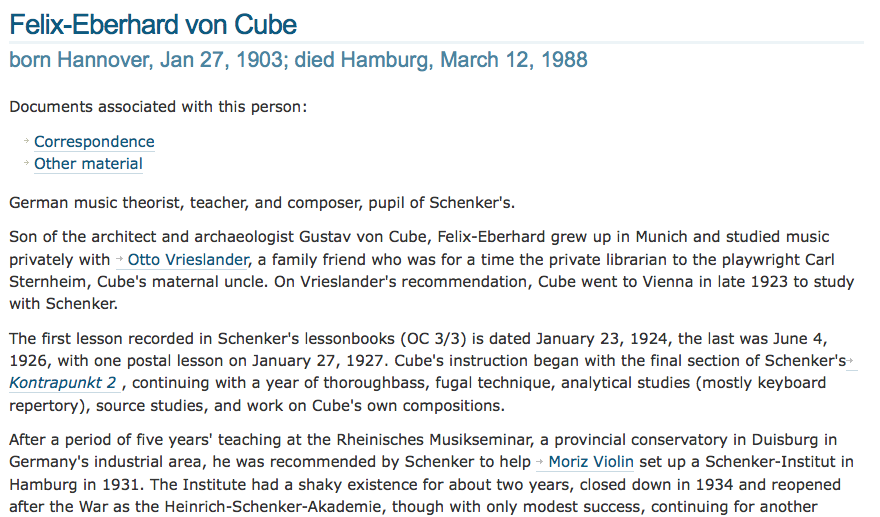 Felix-Eberhard von Cube
born Hannover, Jan 27, 1903; died Hamburg, March 12, 1988
Documents associated with this person:
Correspondence
Other material
German music theorist, teacher, and composer, pupil of Schenker's.
Son of the architect and archaeologist Gustav von Cube, Felix-Eberhard grew up in Munich and studied music
privately with Otto Vrieslander, a family friend who was for a time the private librarian to the playwright Carl
Sternheim, Cube's maternal uncle. On Vrieslander's recommendation, Cube went to Vienna in late 1923 to study
with Schenker.
The first lesson recorded in Schenker's lessonbooks (OC 3/3) is dated January 23, 1924, the last was June 4,
1926, with one postal lesson on January 27, 1927. Cube's instruction began with the final section of Schenker's
Kontrapunkt 2 , continuing with a year of thoroughbass, fugal technique, analytical studies (mostly keyboard
repertory), source studies, and work on Cube's own compositions.
After a period of five years' teaching at the Rheinisches Musikseminar, a provincial conservatory in Duisburg in
Germany's industrial area, he was recommended by Schenker to help Moriz Violin set up a Schenker-Institut in
Hamburg in 1931. The Institute had a shaky existence for about two years, closed down in 1934 and reopened
after the War as the Heinrich-Schenker-Akademie, though with only modest success, continuing for another